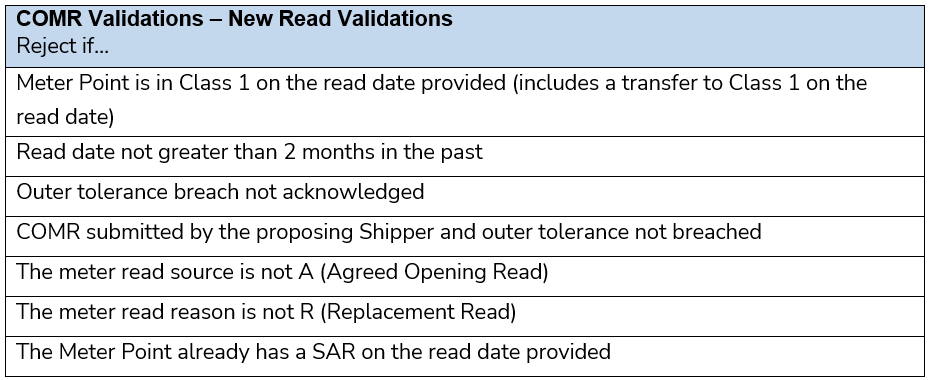 COMR Validations – New Read Validations
Reject if…
Meter Point is in Class 1 on the read date provided (includes a transfer to Class 1 on the
read date)
Read date not greater than 2 months in the past
Outer tolerance breach not acknowledged
COMR submitted by the proposing Shipper and outer tolerance not breached
The meter read source is not A (Agreed Opening Read)
The meter read reason is not R (Replacement Read)
The Meter Point already has a SAR on the read date provided